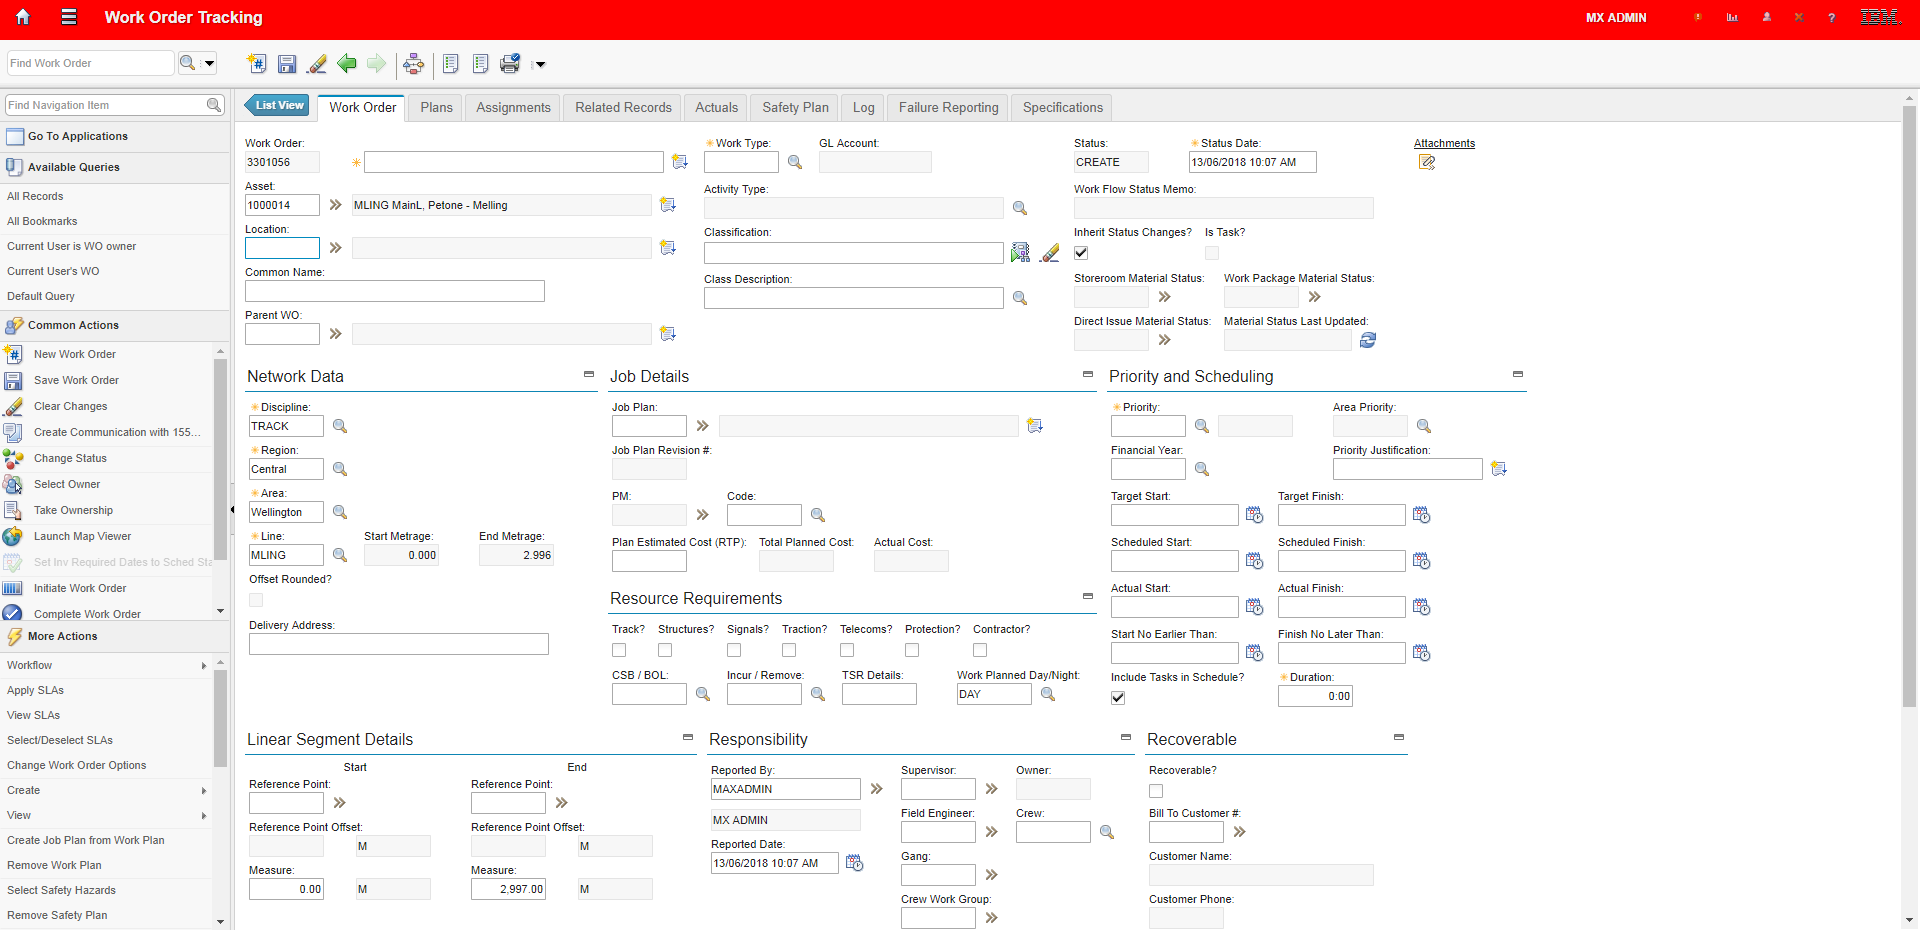 Work Order Tracking
MX ADMIN
?
IBM.
Find Work Order
Find Navigation Item
Go To Applications
Available Queries
All Records
All Bookmarks
Current User is WO owner
Current User's WO
Default Query
Common Actions
New Work Order
Save Work Order
Clear Changes
Create Communication with 155...
Change Status
Select Owner
Take Ownership
Launch Map Viewer
Set Inv Required Dates to Sched Sta
Initiate Work Order
Complete Work Order
More Actions
Workflow
Apply SLAs
View SLAs
Select/Deselect SLAs
Change Work Order Options
Create
View
Create Job Plan from Work Plan
Remove Work Plan
Select Safety Hazards
Remove Safety Plan
List View
Work Order
Plans
Assignments
Related Records
Actuals
Safety Plan
Log
Failure Reporting
Specifications
Work Order:
3301056
Asset:
1000014
MLING MainL, Petone - Melling
Location:
Common Name:
Parent WO:
Work Type:
GL Account:
Activity Type:
Classification:
Class Description:
Status:
CREATE
Status Date:
13/06/2018 10:07 AM
Attachments
Work Flow Status Memo:
Inherit Status Changes?
Is Task?
Storeroom Material Status:
Work Package Material Status:
Direct Issue Material Status:
Material Status Last Updated:
Network Data
Discipline:
TRACK
Region:
Central
Area:
Wellington
Line:
MLING
Start Metrage:
0.000
End Metrage:
2.996
Offset Rounded?
Delivery Address:
Job Details
Job Plan:
Job Plan Revision #:
PM:
Code:
Plan Estimated Cost (RTP):
Total Planned Cost:
Actual Cost:
Resource Requirements
Track?
Structures?
Signals?
Traction?
Telecoms?
Protection?
Contractor?
CSB / BOL:
Incur / Remove:
TSR Details:
Work Planned Day/Night:
DAY
Priority and Scheduling
Priority:
Area Priority:
Financial Year:
Priority Justification:
Target Start:
Target Finish:
Scheduled Start:
Scheduled Finish:
Actual Start:
Actual Finish:
Start No Earlier Than:
Finish No Later Than:
Include Tasks in Schedule?
Duration:
0:00
Linear Segment Details
Start
End
Reference Point:
Reference Point:
Reference Point Offset:
M
Reference Point Offset:
M
Measure:
0.00
M
Measure:
2,997.00
M
Responsibility
Reported By:
MAXADMIN
MX ADMIN
Reported Date:
13/06/2018 10:07 AM
Supervisor:
Owner:
Field Engineer:
Crew:
Gang:
Crew Work Group:
Recoverable
Recoverable?
Bill To Customer #:
Customer Name:
Customer Phone: